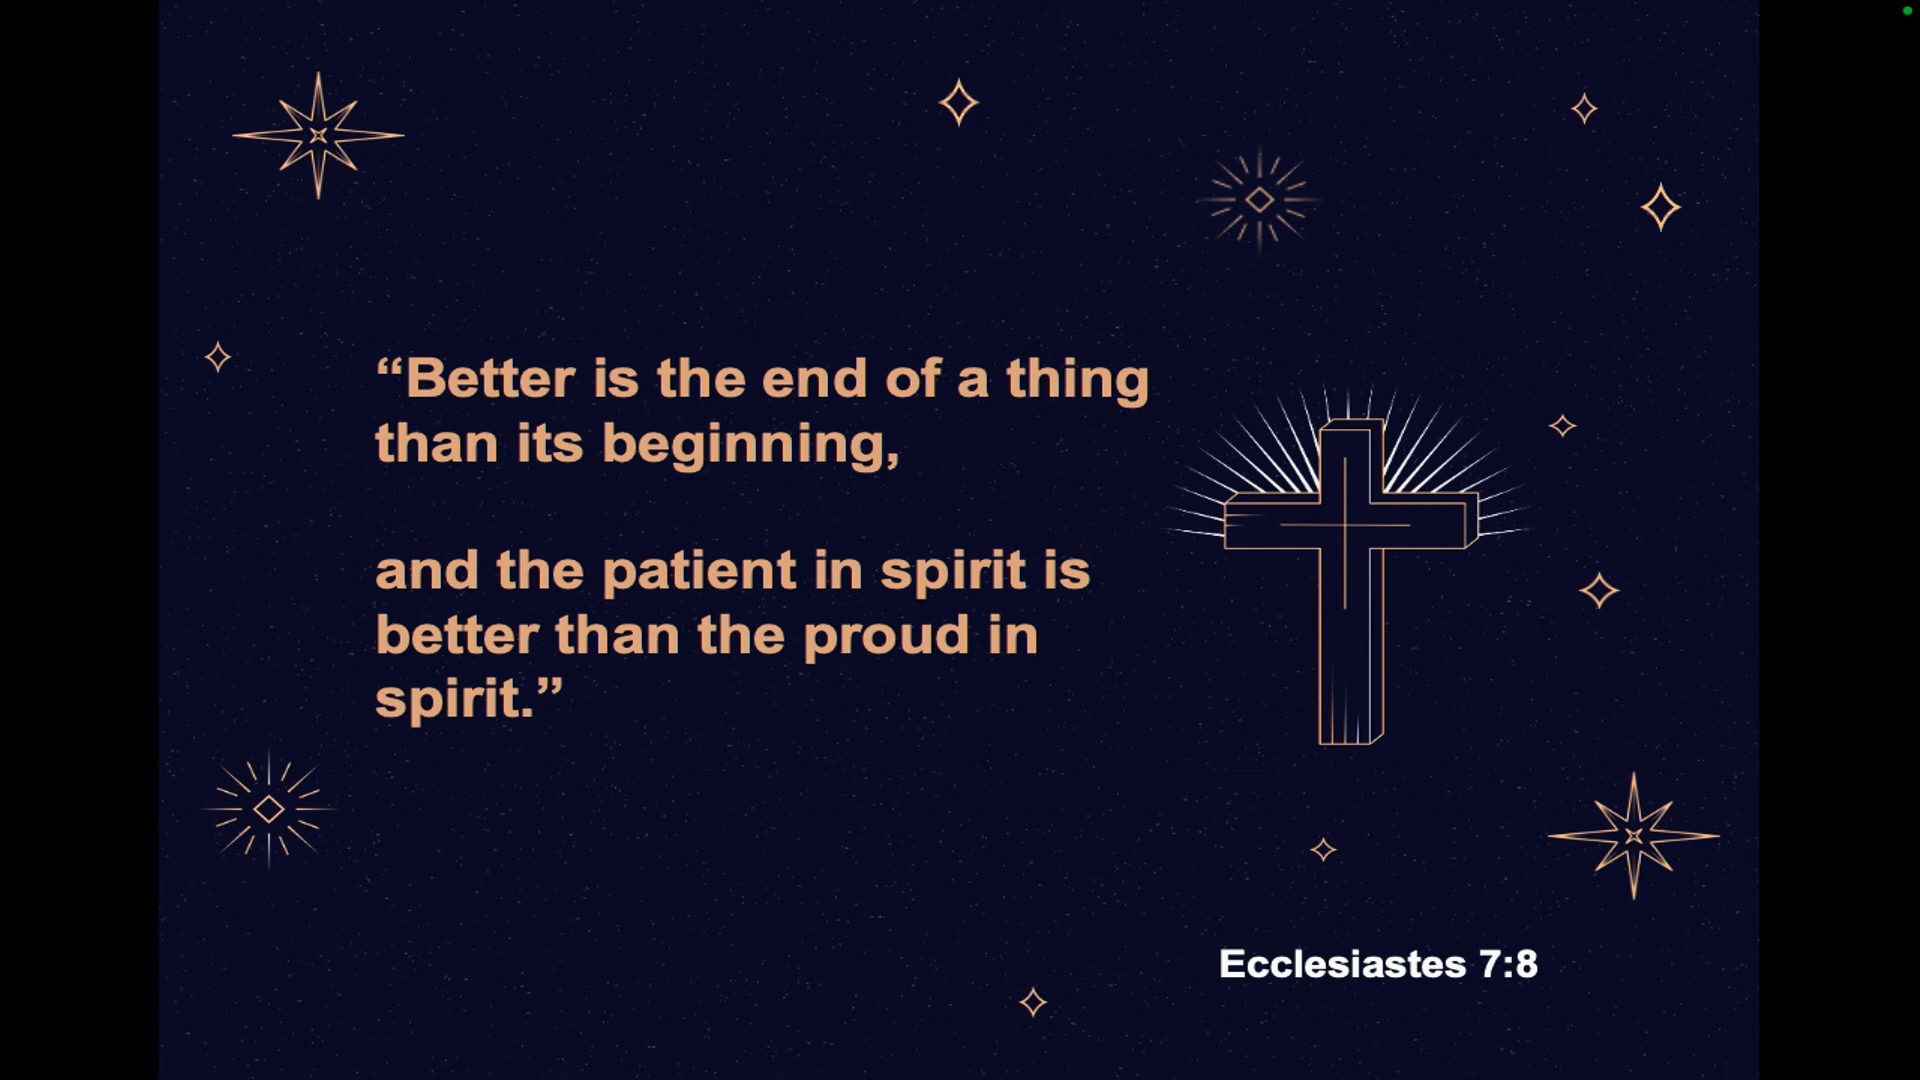 “Better is the end of a thing
than its beginning,
and the patient in spirit is
better than the proud in
spirit.”
Ecclesiastes 7:8